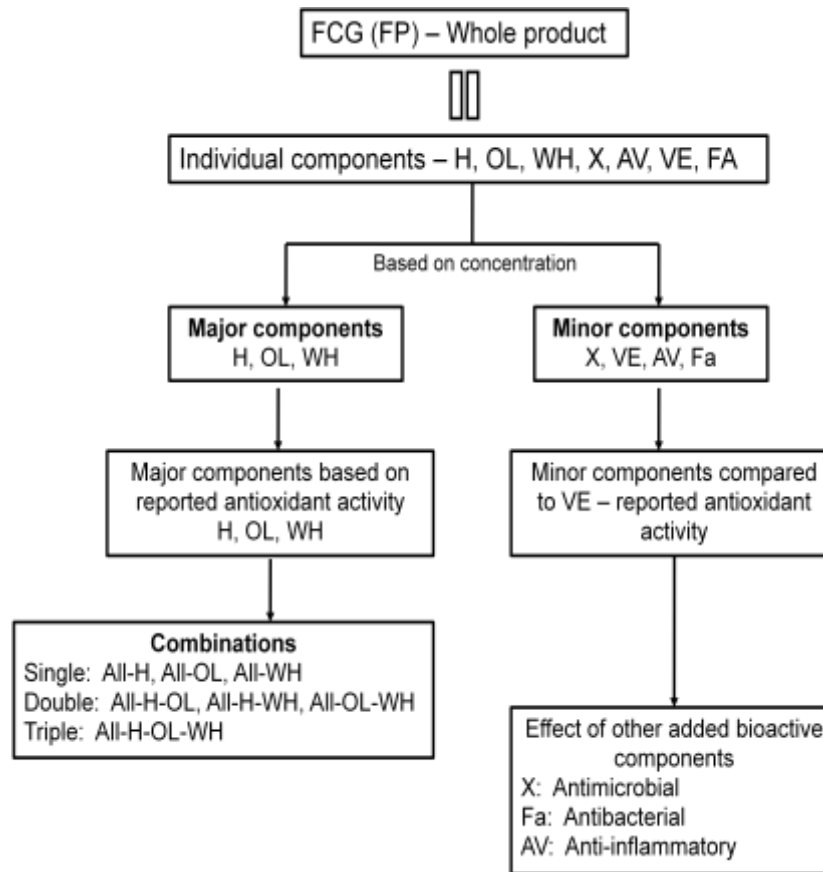 FCG (FP) – Whole product
Individual components – H, OL, WH, X, AV, VE, FA
Based on concentration
Major components
H, OL, WH
Minor components
X, VE, AV, Fa
Major components based on
reported antioxidant activity
H, OL, WH
Minor components compared
to VE – reported antioxidant
activity
Combinations
Single: All-H, All-OL, All-WH
Double: All-H-OL, All-H-WH, All-OL-WH
Triple: All-H-OL-WH
Effect of other added bioactive
components
X: Antimicrobial
Fa: Antibacterial
AV: Anti-inflammatory